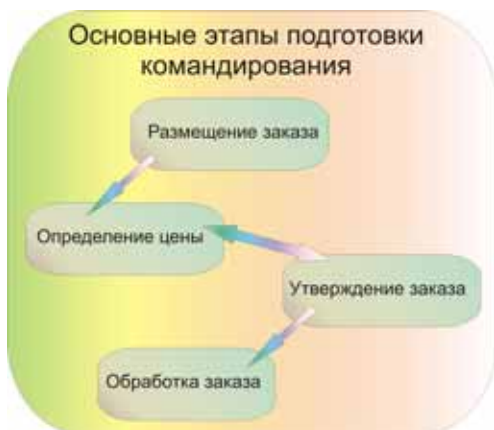 Основные этапы подготовки
командирования
Размещение заказа
Определение цены
Утверждение заказа
Обработка заказа